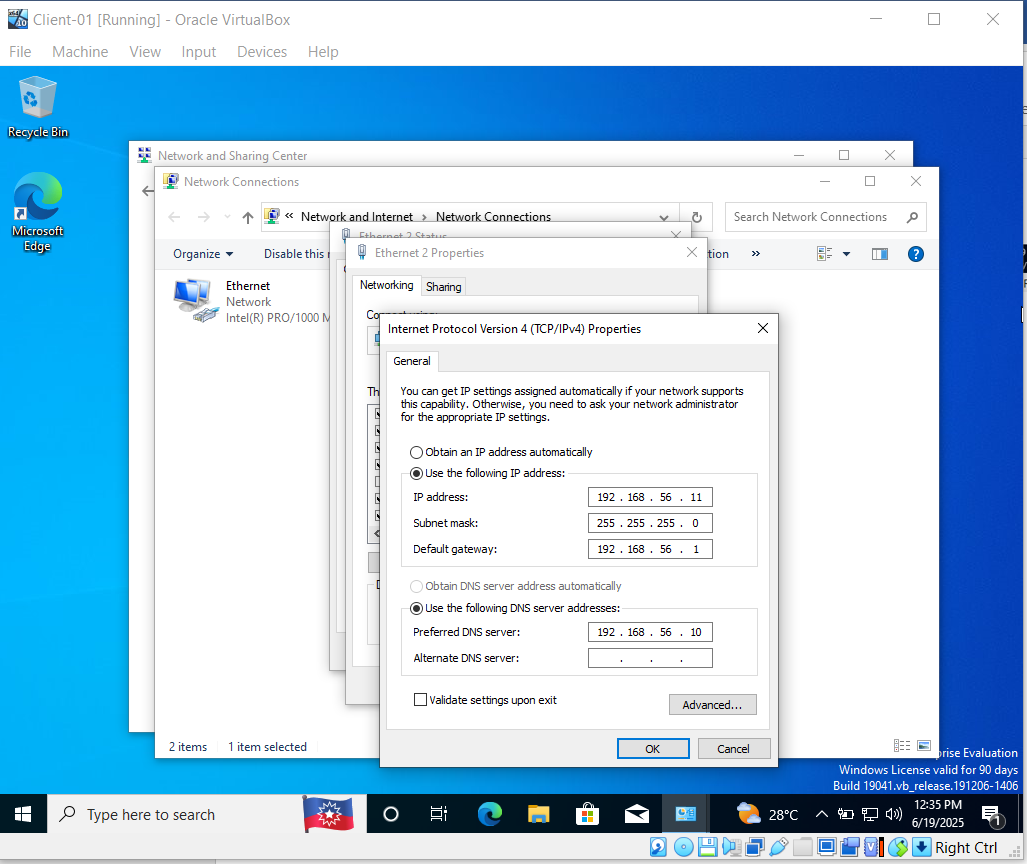 Client-01 [Running] - Oracle VirtualBox
File Machine View Input Devices Help
Recycle Bin
Microsoft
Edge
Network and Sharing Center
Network Connections
« Network and Internet › Network Connections
Search Network Connections
Ethernet 2 Status
Organize
Disable this
Ethernet 2 Properties
»
Ethernet
Network
Intel(R) PRO/1000 M
Networking
Sharing
Internet Protocol Version 4 (TCP/IPv4) Properties
General
You can get IP settings assigned automatically if your network supports
this capability. Otherwise, you need to ask your network administrator
for the appropriate IP settings.
Obtain an IP address automatically
Use the following IP address:
IP address: 192 . 168 . 56 . 11
Subnet mask: 255 . 255 . 255 . 0
Default gateway: 192 . 168 . 56 . 1
Obtain DNS server address automatically
Use the following DNS server addresses:
Preferred DNS server: 192 . 168 . 56 . 10
Alternate DNS server: . . .
Validate settings upon exit
Advanced...
OK
Cancel
2 items 1 item selected
prise Evaluation
Windows License valid for 90 days
Build 19041.vb_release.191206-1406
Type here to search
28°C
12:35 PM
6/19/2025
1
Right Ctrl